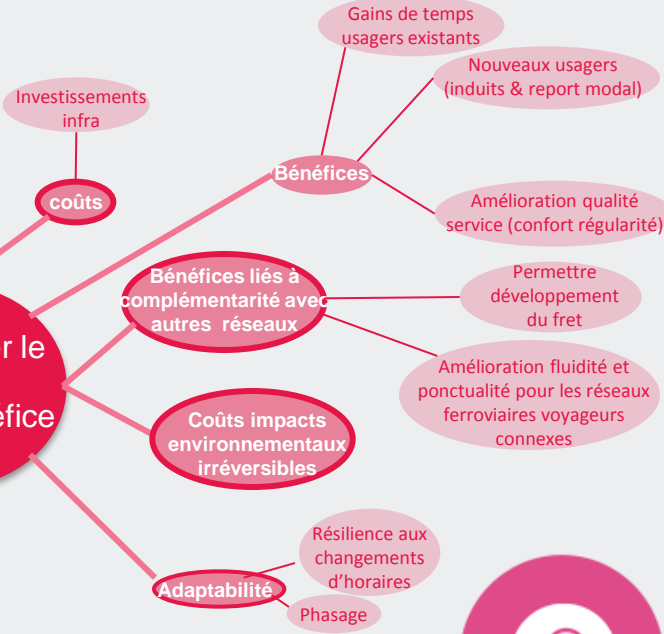 Gains de temps
usagers existants
Nouveaux usagers
(induits & report modal)
Investissements
infra
Bénéfices
coûts
Amélioration qualité
service (confort régularité)
Bénéfices liés à
complémentarité avec
autres réseaux
Permettre
développement
du fret
r le
éfice
Amélioration fluidité et
ponctualité pour les réseaux
ferroviaires voyageurs
connexes
Coûts impacts
environnementaux
irréversibles
Résilience aux
changements
d’horaires
Adaptabilité
Phasage